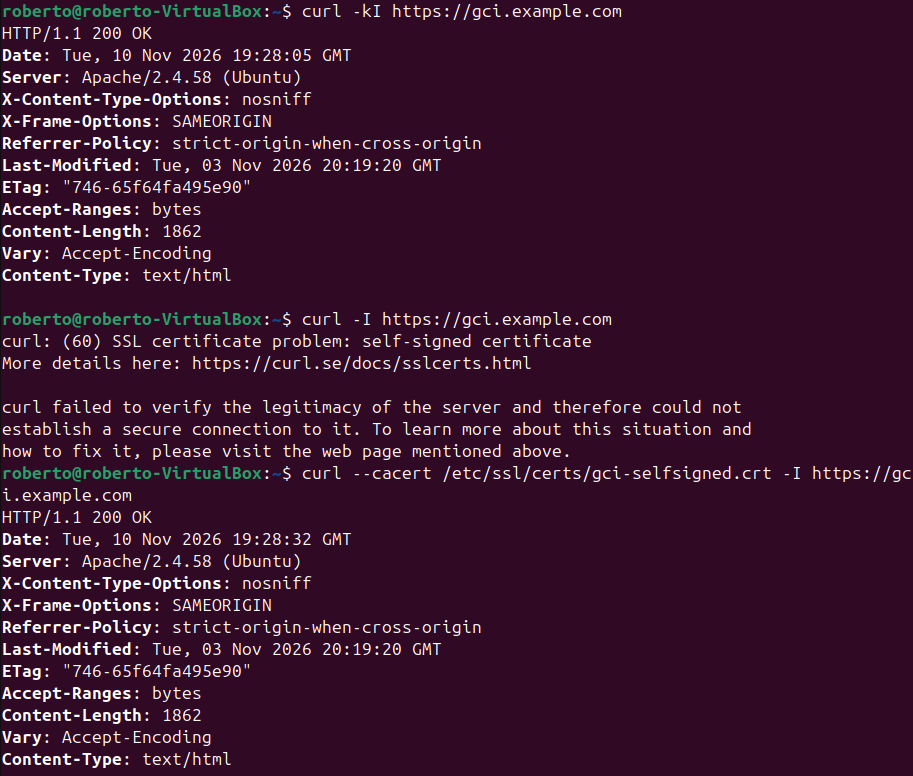 roberto@roberto-VirtualBox:~$ curl -kI https://gci.example.com
HTTP/1.1 200 OK
Date: Tue, 10 Nov 2026 19:28:05 GMT
Server: Apache/2.4.58 (Ubuntu)
X-Content-Type-Options: nosniff
X-Frame-Options: SAMEORIGIN
Referrer-Policy: strict-origin-when-cross-origin
Last-Modified: Tue, 03 Nov 2026 20:19:20 GMT
ETag: "746-65f64fa495e90"
Accept-Ranges: bytes
Content-Length: 1862
Vary: Accept-Encoding
Content-Type: text/html
roberto@roberto-VirtualBox:~$ curl -I https://gci.example.com
curl: (60) SSL certificate problem: self-signed certificate
More details here: https://curl.se/docs/sslcerts.html
curl failed to verify the legitimacy of the server and therefore could not
establish a secure connection to it. To learn more about this situation and
how to fix it, please visit the web page mentioned above.
roberto@roberto-VirtualBox:~$ curl --cacert /etc/ssl/certs/gci-selfsigned.crt -I https://gc
i.example.com
HTTP/1.1 200 OK
Date: Tue, 10 Nov 2026 19:28:32 GMT
Server: Apache/2.4.58 (Ubuntu)
X-Content-Type-Options: nosniff
X-Frame-Options: SAMEORIGIN
Referrer-Policy: strict-origin-when-cross-origin
Last-Modified: Tue, 03 Nov 2026 20:19:20 GMT
ETag: "746-65f64fa495e90"
Accept-Ranges: bytes
Content-Length: 1862
Vary: Accept-Encoding
Content-Type: text/html